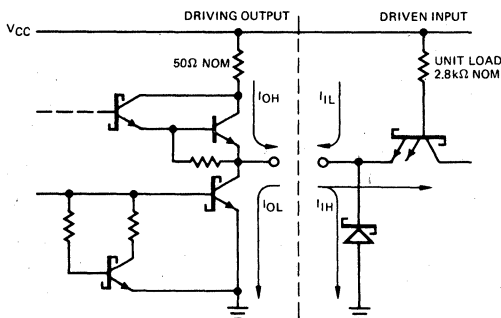 DRIVING OUTPUT
DRIVEN INPUT
VCC
50Ω NOM
UNIT LOAD
2.8kΩ NOM
IOH
IIL
IOL
IIH